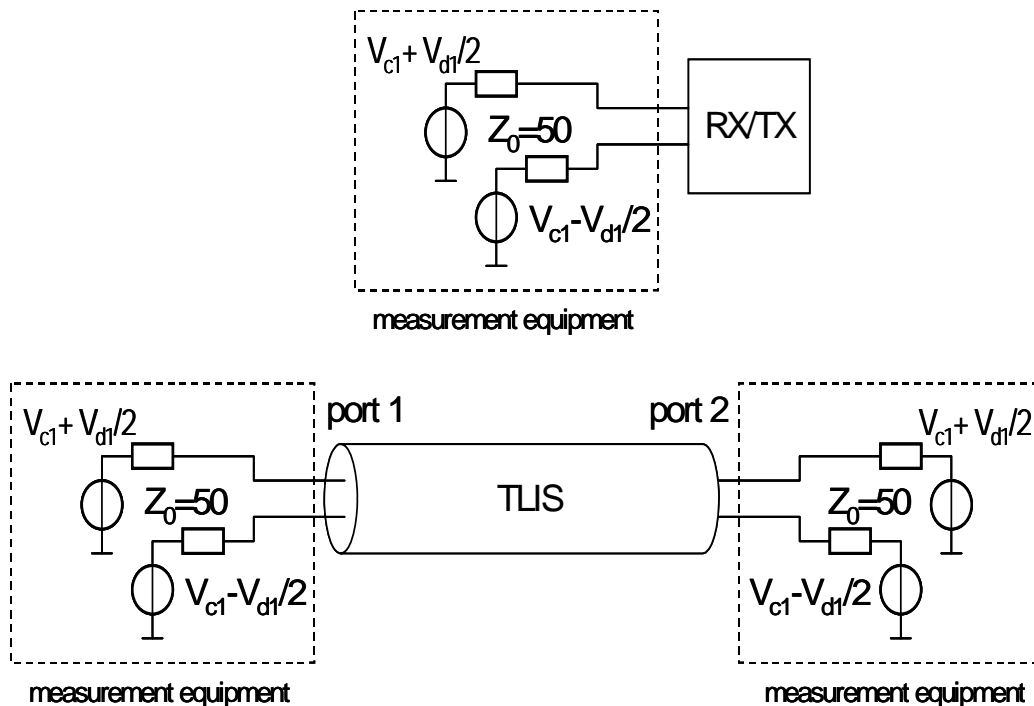 V_c1 + V_d1/2
Z_0=50
V_c1-V_d1/2
RX/TX
measurement equipment
port 1
port 2
V_c1 + V_d1/2
Z_0=50
V_c1-V_d1/2
TLIS
V_c1 + V_d1/2
Z_0=50
V_c1-V_d1/2
measurement equipment
measurement equipment